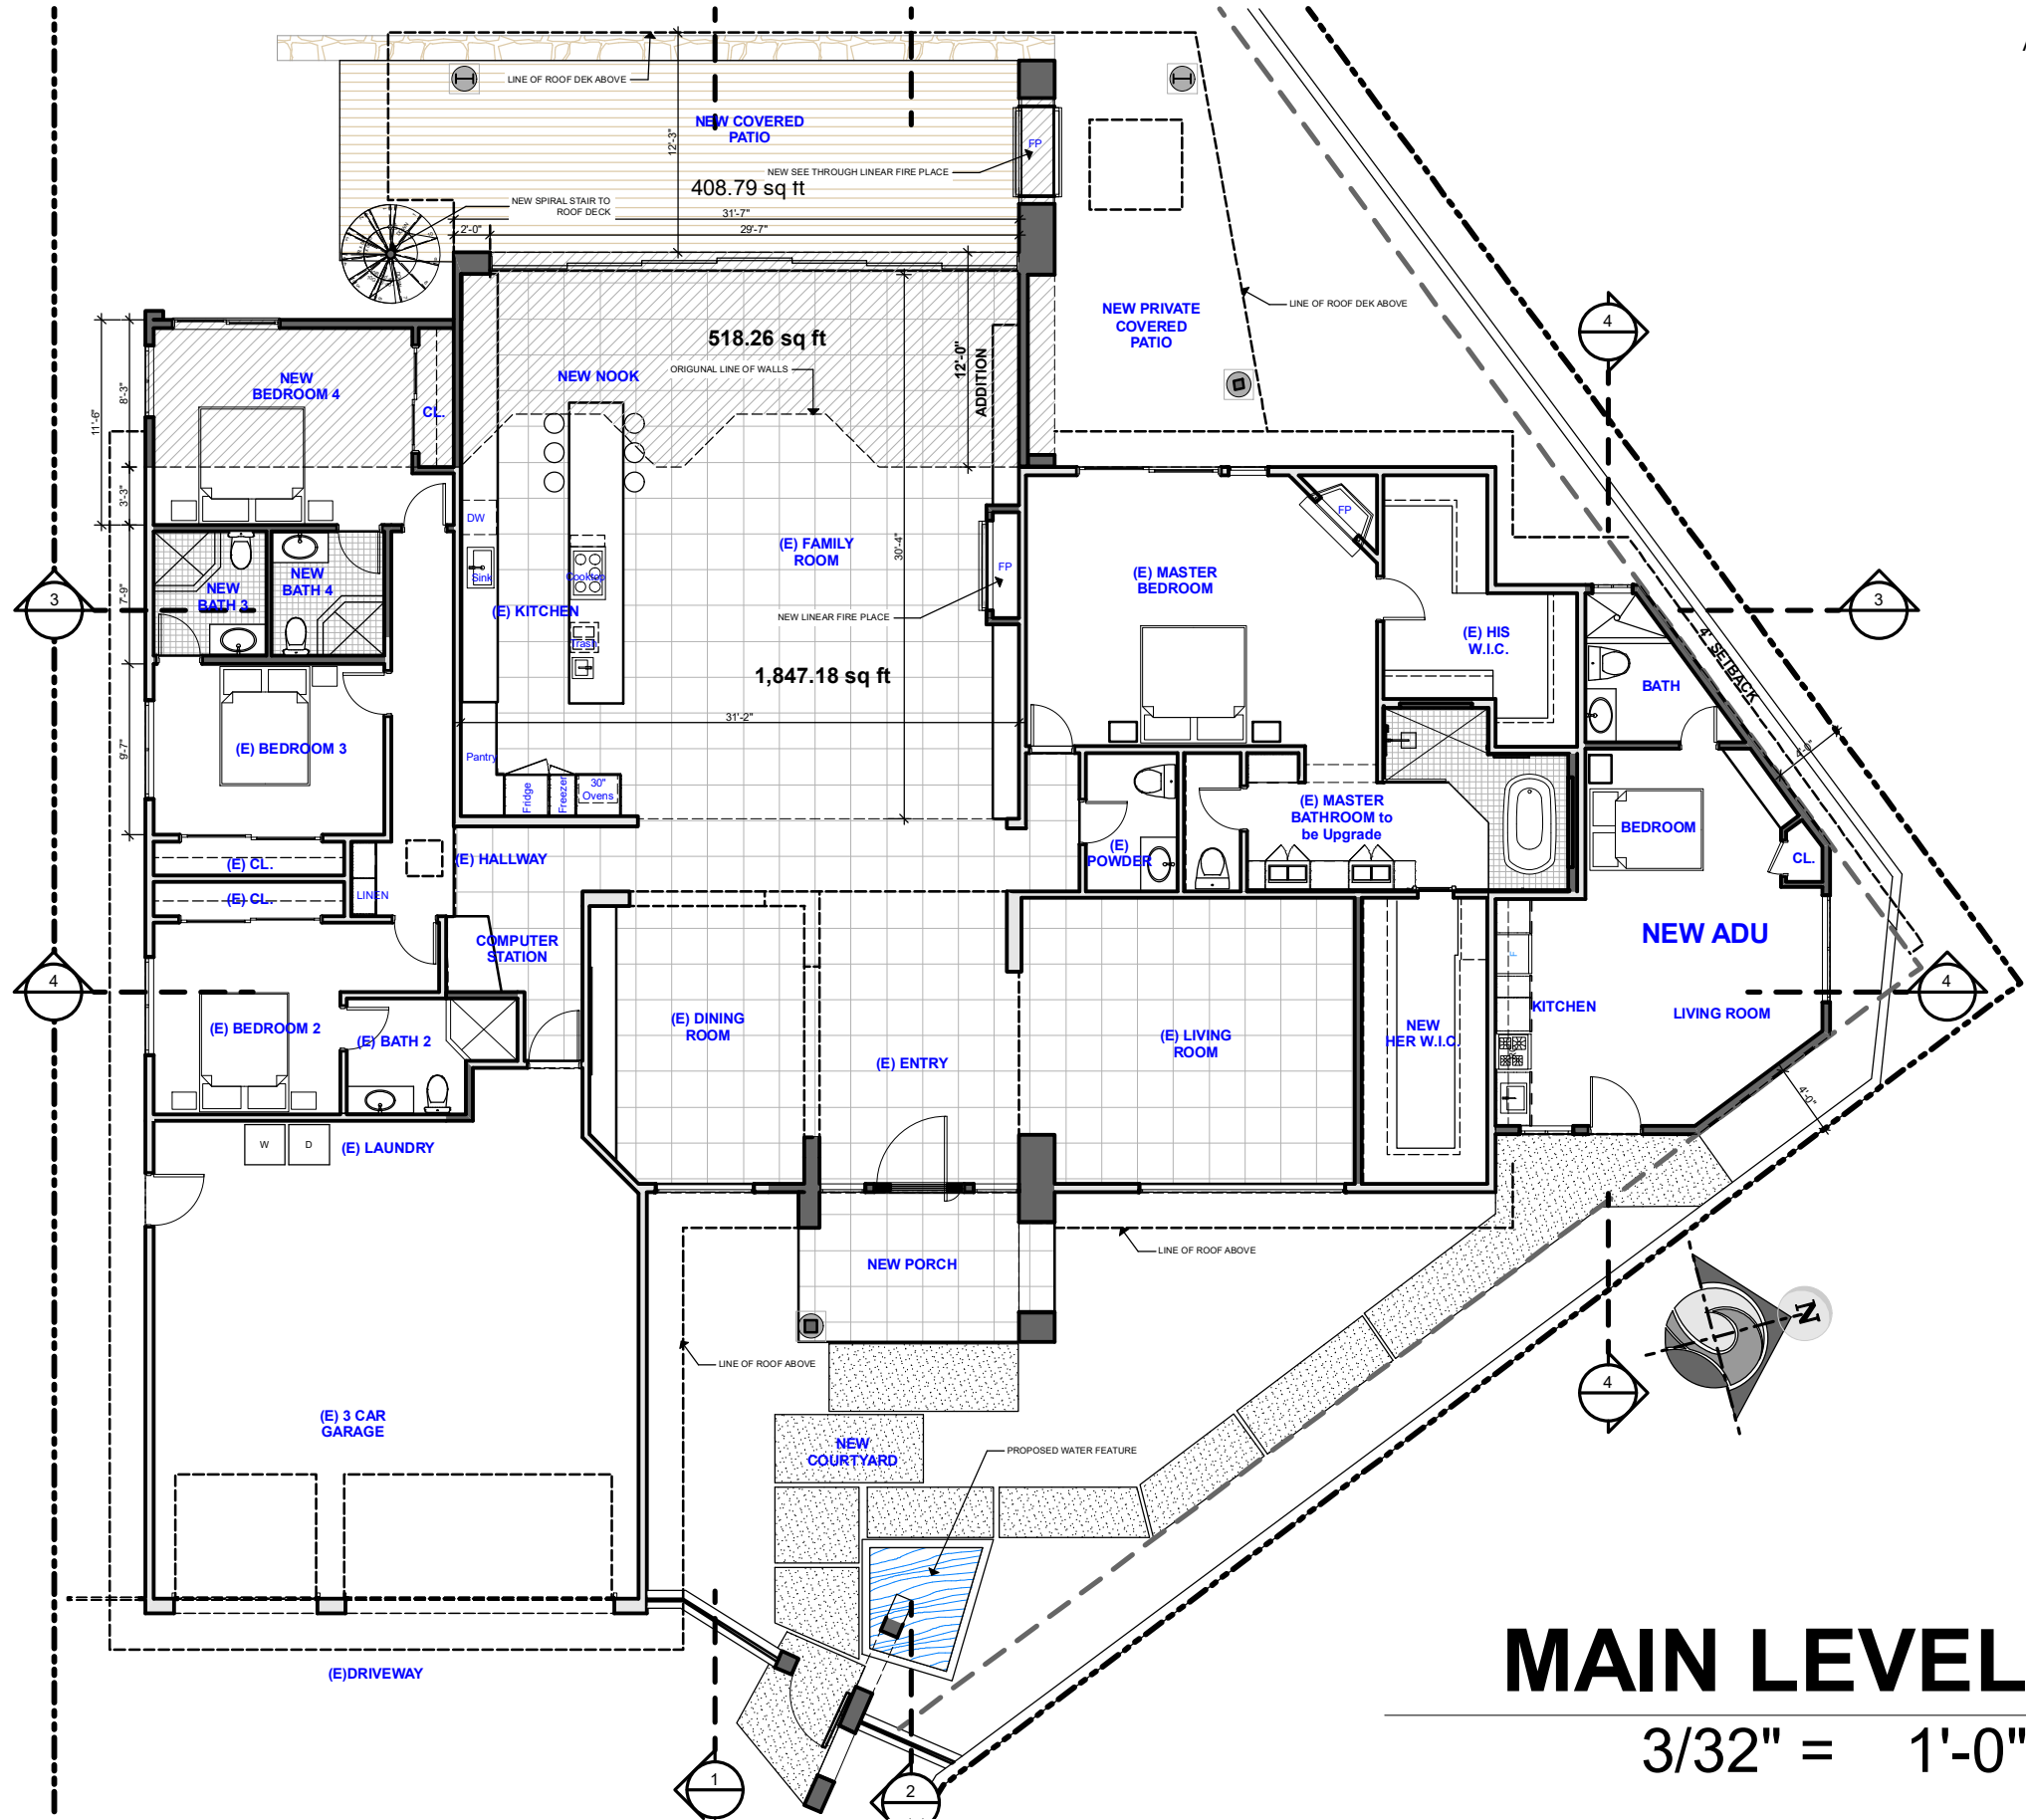 LINE OF ROOF DEK ABOVE
NEW COVERED
PATIO
12'-3"
FP
NEW SEE THROUGH LINEAR FIRE PLACE
408.79 sq ft
NEW SPIRAL STAIR TO
ROOF DECK
31'-7"
2'-0"
29'-7"
NEW PRIVATE
COVERED
PATIO
LINE OF ROOF DEK ABOVE
4
518.26 sq ft
ORIGUNAL LINE OF WALLS
NEW NOOK
12'-0"
ADDITION
NEW
BEDROOM 4
CL.
8'-3"
11'-6"
3'-3"
DW
Sink
Cooktop
Trash
(E) KITCHEN
(E) FAMILY
ROOM
30'-4"
FP
NEW LINEAR FIRE PLACE
1,847.18 sq ft
31'-2"
FP
(E) MASTER
BEDROOM
(E) HIS
W.I.C.
3
4' SETBACK
BATH
3
NEW
BATH 3
NEW
BATH 4
7'-9"
(E) BEDROOM 3
9'-7"
Pantry
Fridge
Freezer
30"
Ovens
4'-0"
(E) MASTER
BATHROOM to
be Upgrade
(E)
POWDER
BEDROOM
CL.
(E) CL.
(E) HALLWAY
(E) CL.
LINEN
COMPUTER
STATION
NEW ADU
F
4
(E) BEDROOM 2
(E) BATH 2
(E) DINING
ROOM
(E) ENTRY
(E) LIVING
ROOM
NEW
HER W.I.C.
KITCHEN
LIVING ROOM
4
4'-0"
W
D
(E) LAUNDRY
LINE OF ROOF ABOVE
NEW PORCH
N
LINE OF ROOF ABOVE
4
(E) 3 CAR
GARAGE
NEW
COURTYARD
PROPOSED WATER FEATURE
(E)DRIVEWAY
MAIN LEVEL
3/32" = 1'-0"
1
2